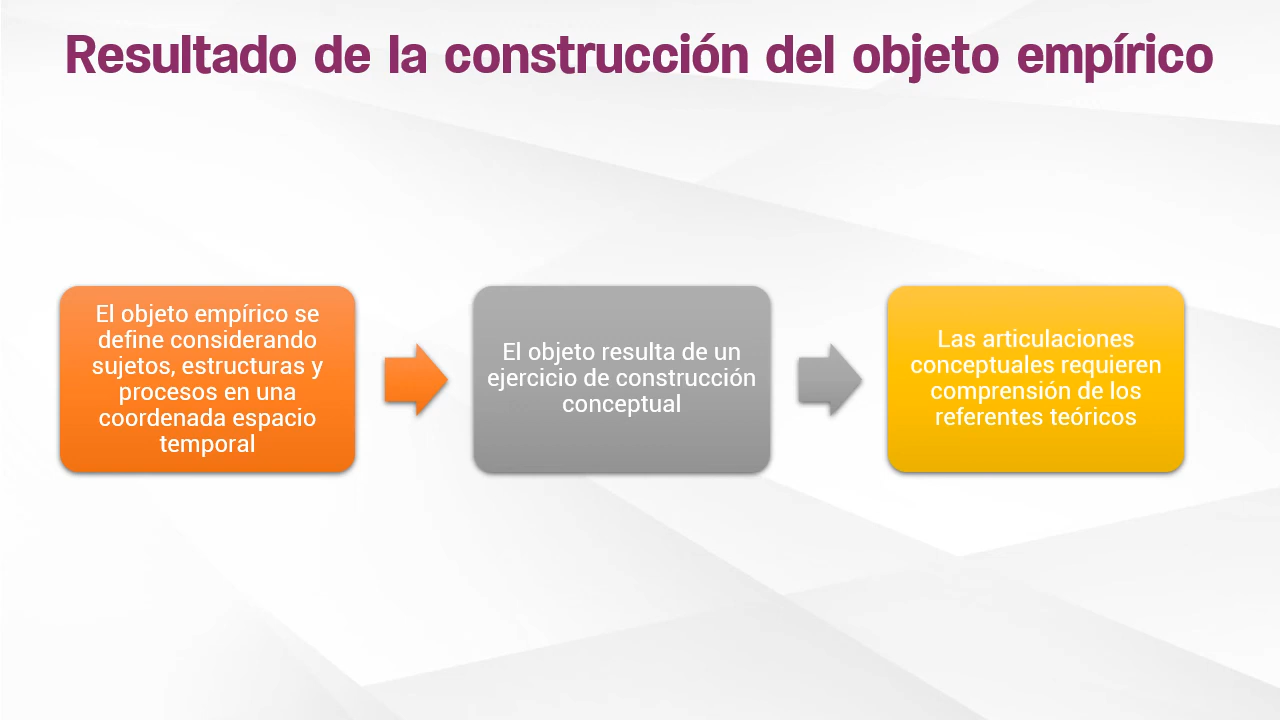 Resultado de la construcción del objeto empírico
El objeto empírico se
define considerando
sujetos, estructuras y
procesos en una
coordenada espacio
temporal
El objeto resulta de un
ejercicio de construcción
conceptual
Las articulaciones
conceptuales requieren
comprensión de los
referentes teóricos